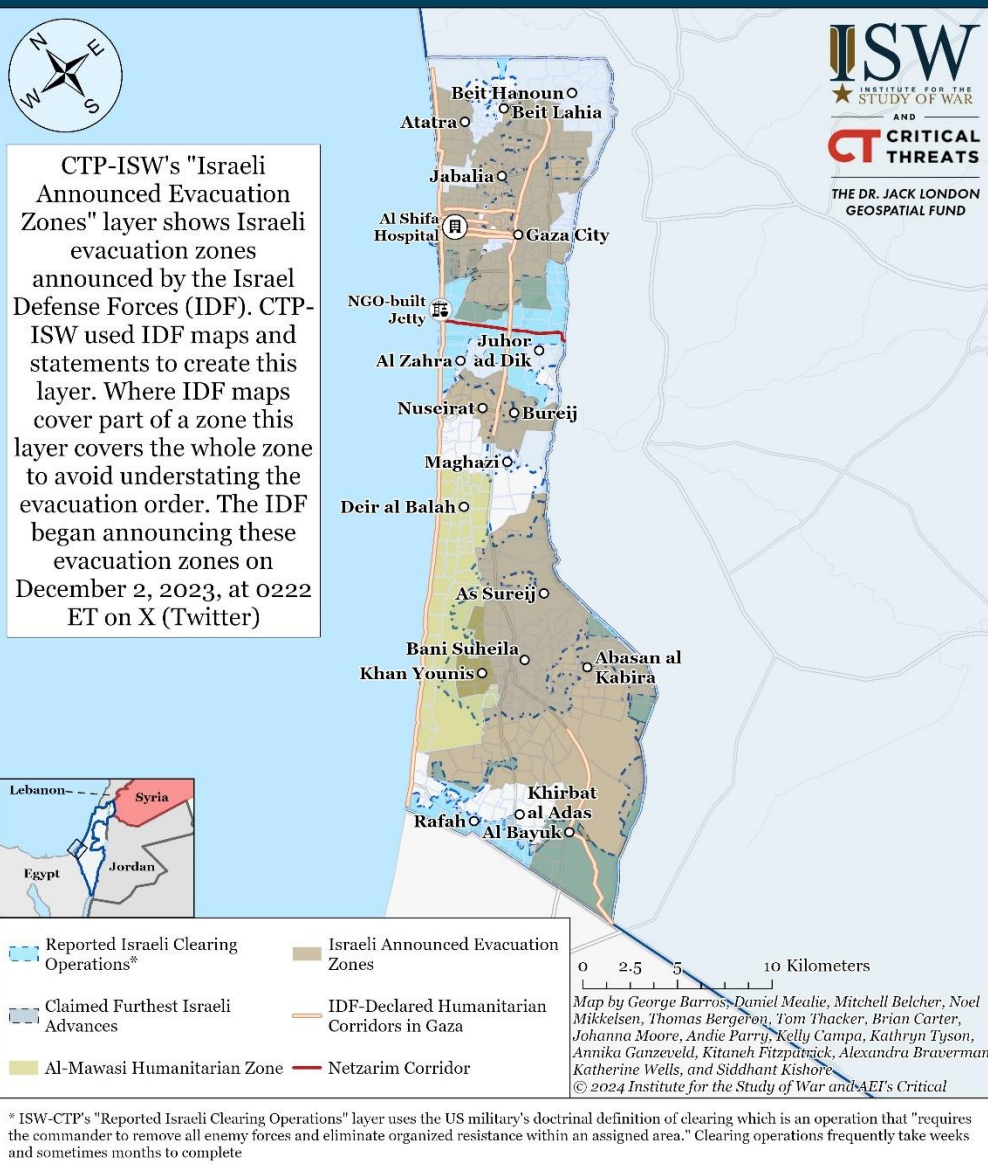 N
E
W
S
ISW
INSTITUTE FOR THE
STUDY OF WAR
AND
CT CRITICAL
THREATS
THE DR. JACK LONDON
GEOSPATIAL FUND
CTP-ISW's "Israeli
Announced Evacuation
Zones" layer shows Israeli
evacuation zones
announced by the Israel
Defense Forces (IDF). CTP-
ISW used IDF maps and
statements to create this
layer. Where IDF maps
cover part of a zone this
layer covers the whole zone
to avoid understating the
evacuation order. The IDF
began announcing these
evacuation zones on
December 2, 2023, at 0222
ET on X (Twitter)
Beit Hanoun
Beit Lahia
Atatra
Jabalia
Al Shifa
Hospital
Gaza City
NGO-built
Jetty
Juhor
ad Dik
Al Zahra
Nuseirat
Bureij
Maghazi
Deir al Balah
As Sureij
Bani Suheila
Abasan al
Kabira
Khan Younis
Khirbat
al Adas
Rafah
Al Bayuk
Lebanon
Syria
Egypt
Jordan
Reported Israeli Clearing
Operations*
Claimed Furthest Israeli
Advances
Al-Mawasi Humanitarian Zone
Israeli Announced Evacuation
Zones
IDF-Declared Humanitarian
Corridors in Gaza
Netzarim Corridor
0 2.5 5 10 Kilometers
Map by George Barros, Daniel Mealie, Mitchell Belcher, Noel
Mikkelsen, Thomas Bergeron, Tom Thacker, Brian Carter,
Johanna Moore, Andie Parry, Kelly Campa, Kathryn Tyson,
Annika Ganzeveld, Kitaneh Fitzpatrick, Alexandra Braverman
Katherine Wells, and Siddhant Kishore
© 2024 Institute for the Study of War and AEI's Critical
* ISW-CTP's "Reported Israeli Clearing Operations" layer uses the US military's doctrinal definition of clearing which is an operation that "requires
the commander to remove all enemy forces and eliminate organized resistance within an assigned area." Clearing operations frequently take weeks
and sometimes months to complete